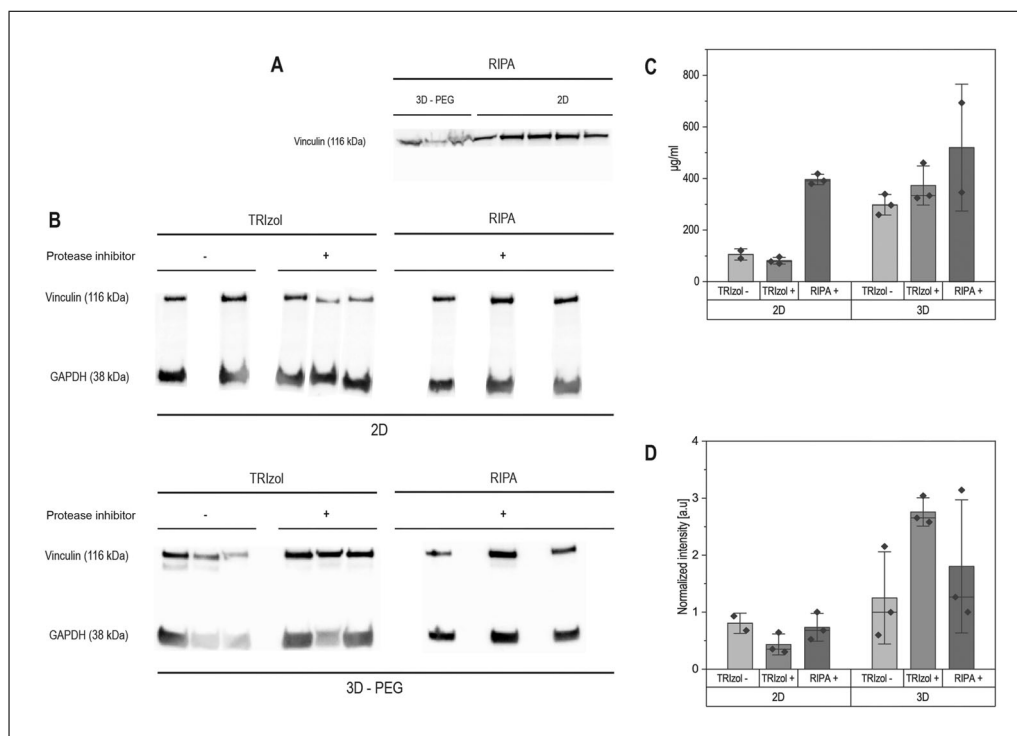 A
RIPA
3D - PEG 2D
Vinculin (116 kDa)
B
TRIzol RIPA
Protease inhibitor - + +
Vinculin (116 kDa)
GAPDH (38 kDa)
2D
TRIzol RIPA
Protease inhibitor - + +
Vinculin (116 kDa)
GAPDH (38 kDa)
3D - PEG
C
µg/ml
800
600
400
200
0
TRIzol - TRIzol + RIPA + TRIzol - TRIzol + RIPA +
2D 3D
D
Normalized intensity [a.u]
4
3
2
1
0
TRIzol - TRIzol + RIPA + TRIzol - TRIzol + RIPA +
2D 3D